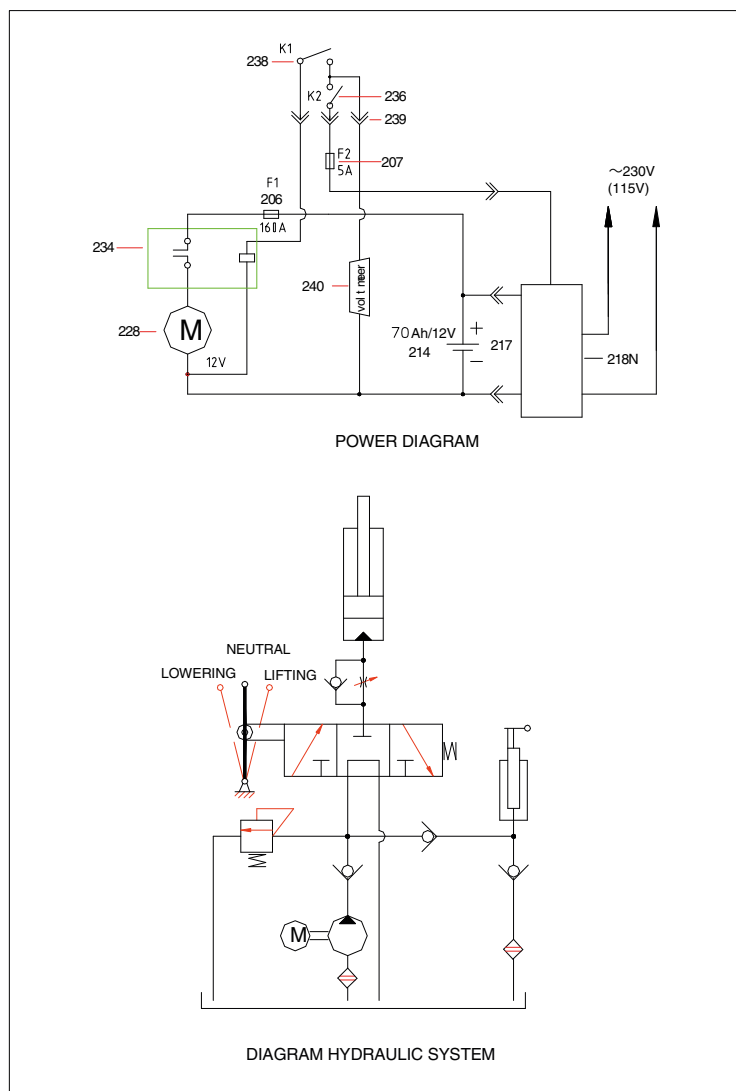 K1
238
K2
236
239
F2
207
5A
~230V
(115V)
F1
206
160A
234
240
vol t meer
228
M
12V
70Ah/12V
214
+
−
217
218N
POWER DIAGRAM
NEUTRAL
LOWERING
LIFTING
M
DIAGRAM HYDRAULIC SYSTEM